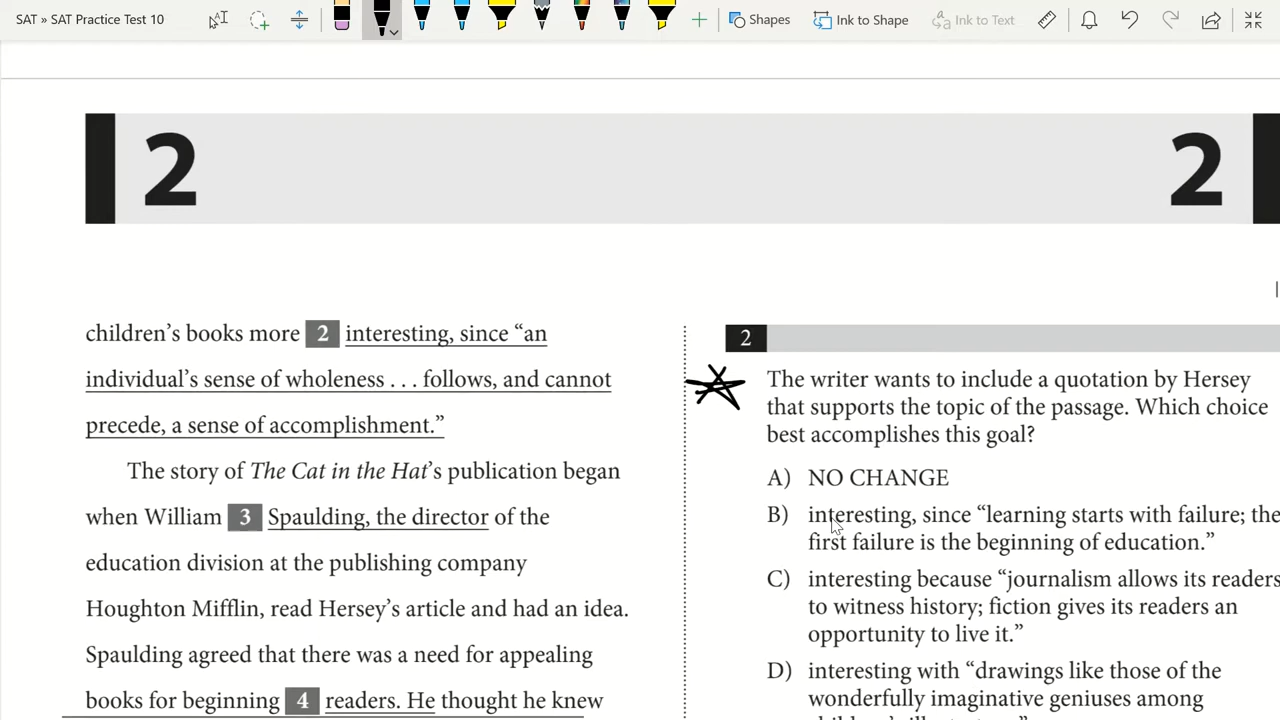 SAT » SAT Practice Test 10
Shapes
Ink to Shape
Ink to Text
2
2
children's books more 2 interesting, since “an
individual's sense of wholeness . . . follows, and cannot
precede, a sense of accomplishment.”
The story of The Cat in the Hat's publication began
when William 3 Spaulding, the director of the
education division at the publishing company
Houghton Mifflin, read Hersey's article and had an idea.
Spaulding agreed that there was a need for appealing
books for beginning 4 readers. He thought he knew
2
The writer wants to include a quotation by Hersey
that supports the topic of the passage. Which choice
best accomplishes this goal?
A) NO CHANGE
B) interesting, since “learning starts with failure; the
first failure is the beginning of education.”
C) interesting because “journalism allows its readers
to witness history; fiction gives its readers an
opportunity to live it.”
D) interesting with “drawings like those of the
wonderfully imaginative geniuses among